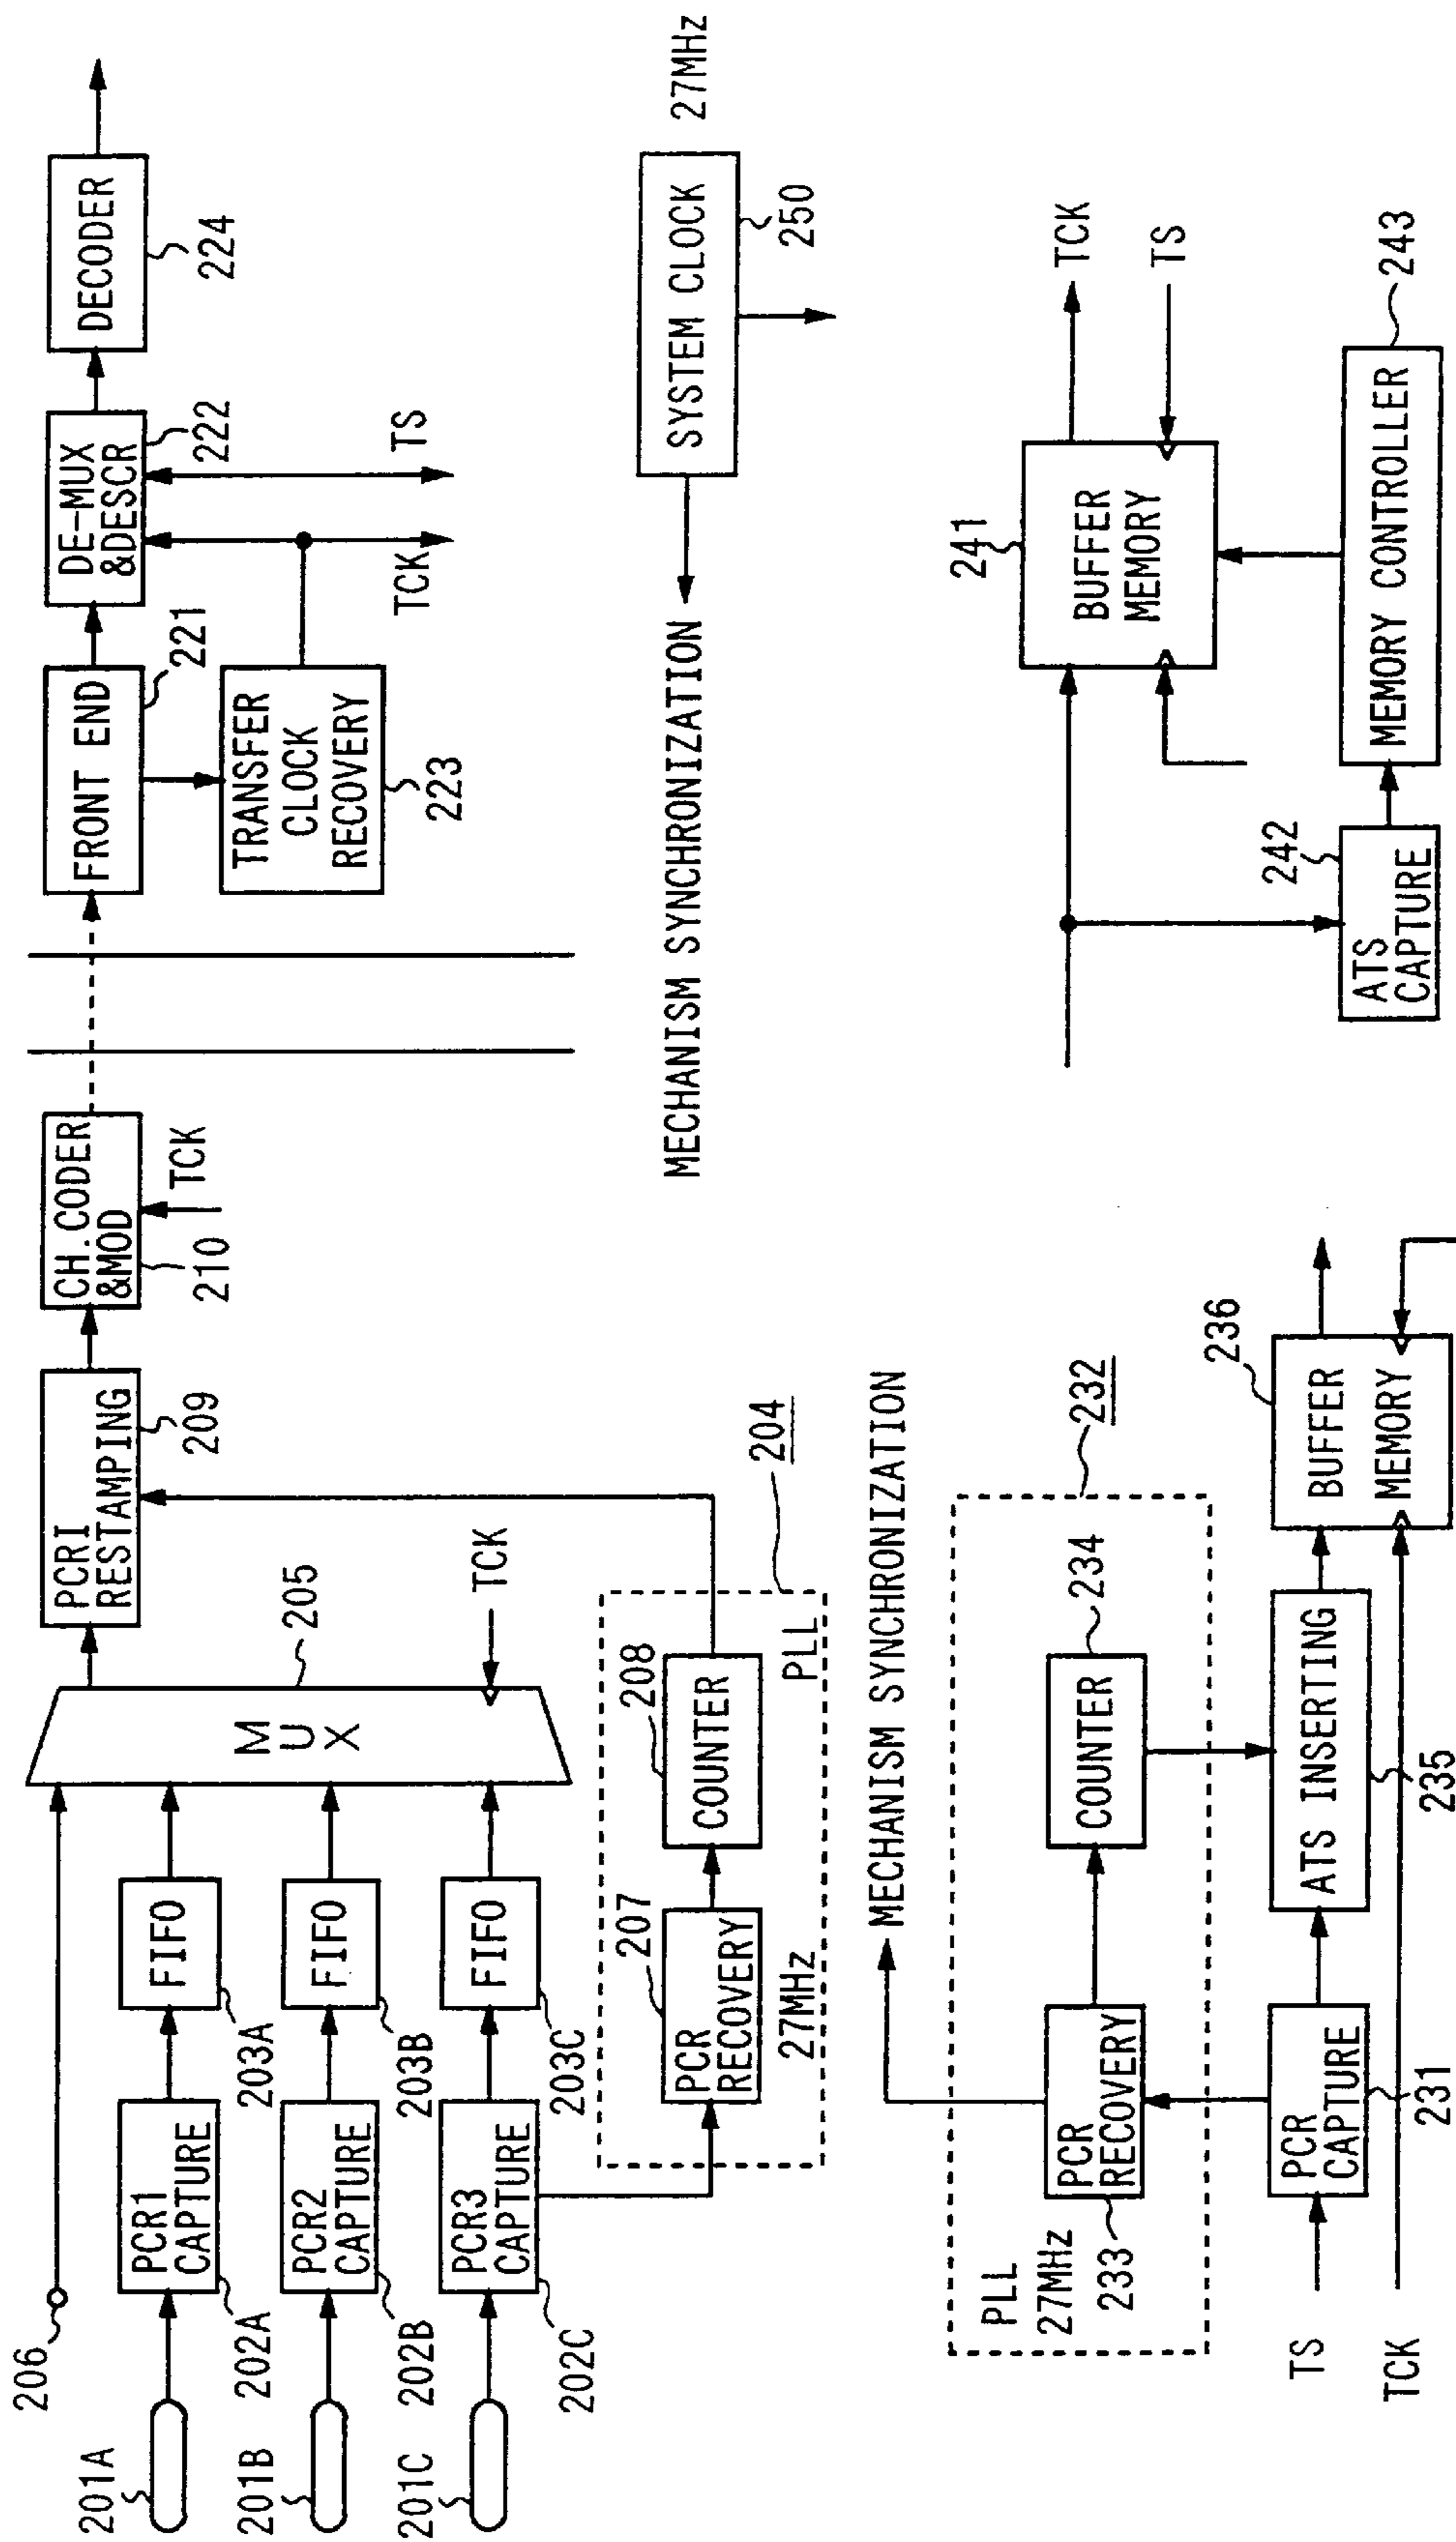 201A
201B
201C
206
PCR1
CAPTURE
202A
PCR2
CAPTURE
202B
PCR3
CAPTURE
202C
FIFO
203A
FIFO
203B
FIFO
203C
MUX
205
TCK
207
PCR
RECOVERY
27MHz
208
COUNTER
PLL
204
PCRI
RESTAMPING
209
CH.CODER
&MOD
210
TCK
FRONT END
221
TRANSFER
CLOCK
RECOVERY
223
DE-MUX
&DESCR
222
TCK
TS
DECODER
224
MECHANISM SYNCHRONIZATION
SYSTEM CLOCK
250
27MHz
MECHANISM SYNCHRONIZATION
PLL
27MHz
233
PCR
RECOVERY
COUNTER
234
232
TS
TCK
PCR
CAPTURE
231
ATS INSERTING
235
236
BUFFER
MEMORY
241
BUFFER
MEMORY
TCK
TS
242
ATS
CAPTURE
MEMORY CONTROLLER
243